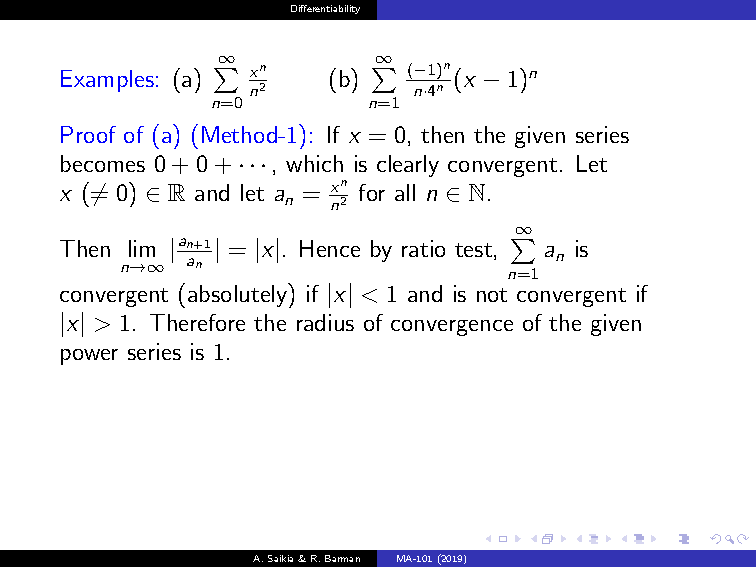 Differentiability
Examples: (a) ∑_{n=0}^{∞} x^n/n^2 (b) ∑_{n=1}^{∞} (−1)^n/(n·4^n) (x − 1)^n
Proof of (a) (Method-1): If x = 0, then the given series
becomes 0 + 0 + ⋯, which is clearly convergent. Let
x (≠ 0) ∈ ℝ and let a_n = x^n/n^2 for all n ∈ ℕ.
Then lim_{n→∞} |a_{n+1}/a_n| = |x|. Hence by ratio test, ∑_{n=1}^{∞} a_n is
convergent (absolutely) if |x| < 1 and is not convergent if
|x| > 1. Therefore the radius of convergence of the given
power series is 1.
A. Saikia & R. Barman MA-101 (2019)